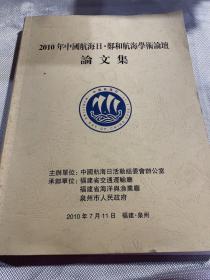 2010年中國航海日·鄭和航海學術論壇
論文集
主辦單位：中國航海日活動組委會辦公室
承辦單位：福建省交通運輸廳
福建省海洋與漁業廳
泉州市人民政府
2010年7月11日 福建·泉州